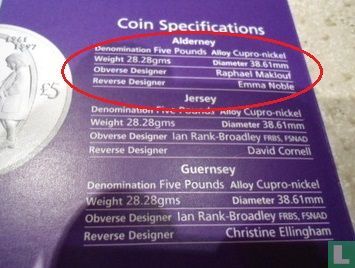 Coin Specifications
1961
1997
£5
Alderney
Denomination Five Pounds Alloy Cupro-nickel
Weight 28.28gms Diameter 38.61mm
Obverse Designer Raphael Maklouf
Reverse Designer Emma Noble
Jersey
Denomination Five Pounds Alloy Cupro-nickel
Weight 28.28gms Diameter 38.61mm
Obverse Designer Ian Rank-Broadley FRBS, FSNAD
Reverse Designer David Cornell
Guernsey
Denomination Five Pounds Alloy Cupro-nickel
Weight 28.28gms Diameter 38.61mm
Obverse Designer Ian Rank-Broadley FRBS, FSNAD
Reverse Designer Christine Ellingham